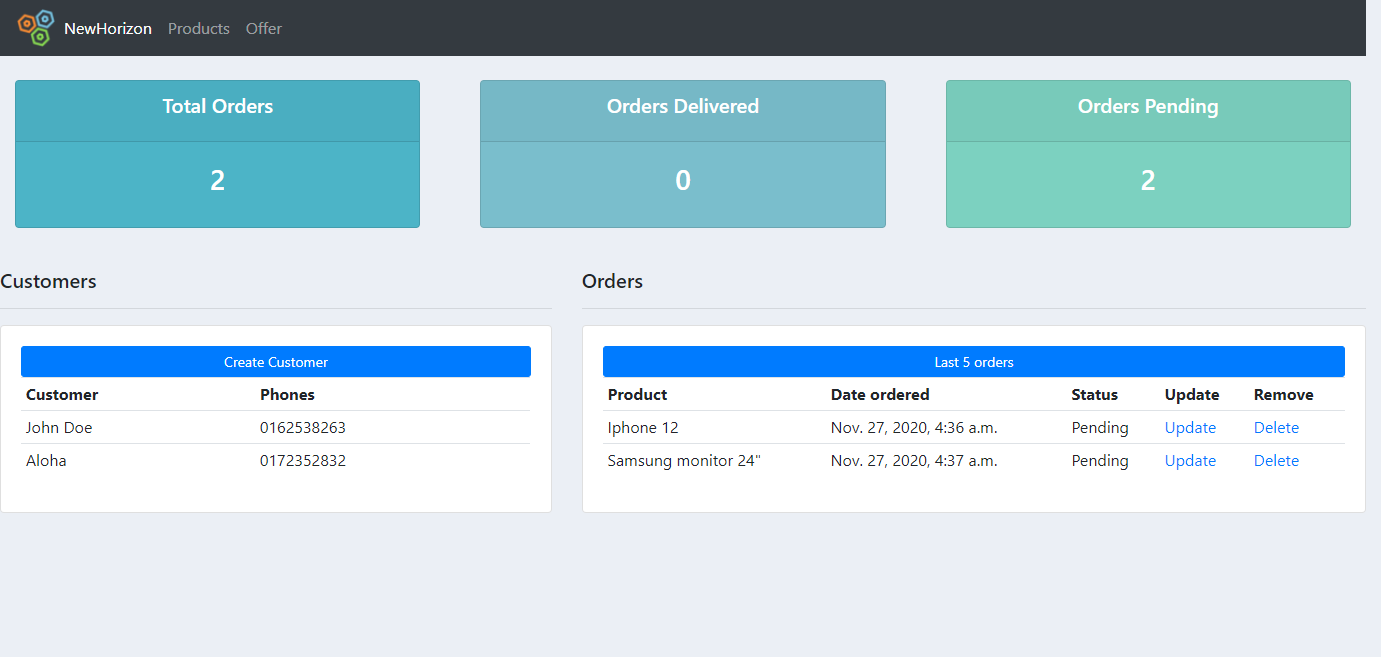 NewHorizon Products Offer
Total Orders
2
Orders Delivered
0
Orders Pending
2
Customers
Create Customer
Customer Phones
John Doe 0162538263
Aloha 0172352832
Orders
Last 5 orders
Product Date ordered Status Update Remove
Iphone 12 Nov. 27, 2020, 4:36 a.m. Pending Update Delete
Samsung monitor 24" Nov. 27, 2020, 4:37 a.m. Pending Update Delete